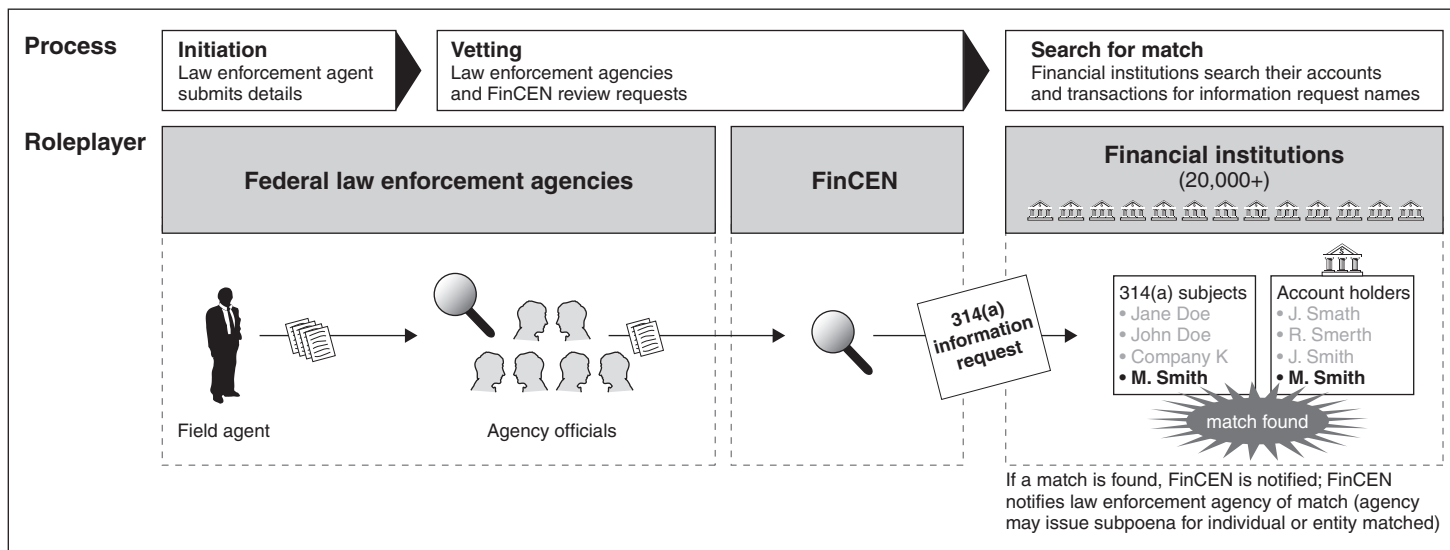 Process
Initiation
Law enforcement agent
submits details
Vetting
Law enforcement agencies
and FinCEN review requests
Search for match
Financial institutions search their accounts
and transactions for information request names
Roleplayer
Federal law enforcement agencies
FinCEN
Financial institutions
(20,000+)
Field agent
Agency officials
314(a)
information
request
314(a) subjects
• Jane Doe
• John Doe
• Company K
• M. Smith
$
Account holders
• J. Smath
• R. Smerth
• J. Smith
• M. Smith
match found
If a match is found, FinCEN is notified; FinCEN
notifies law enforcement agency of match (agency
may issue subpoena for individual or entity matched)